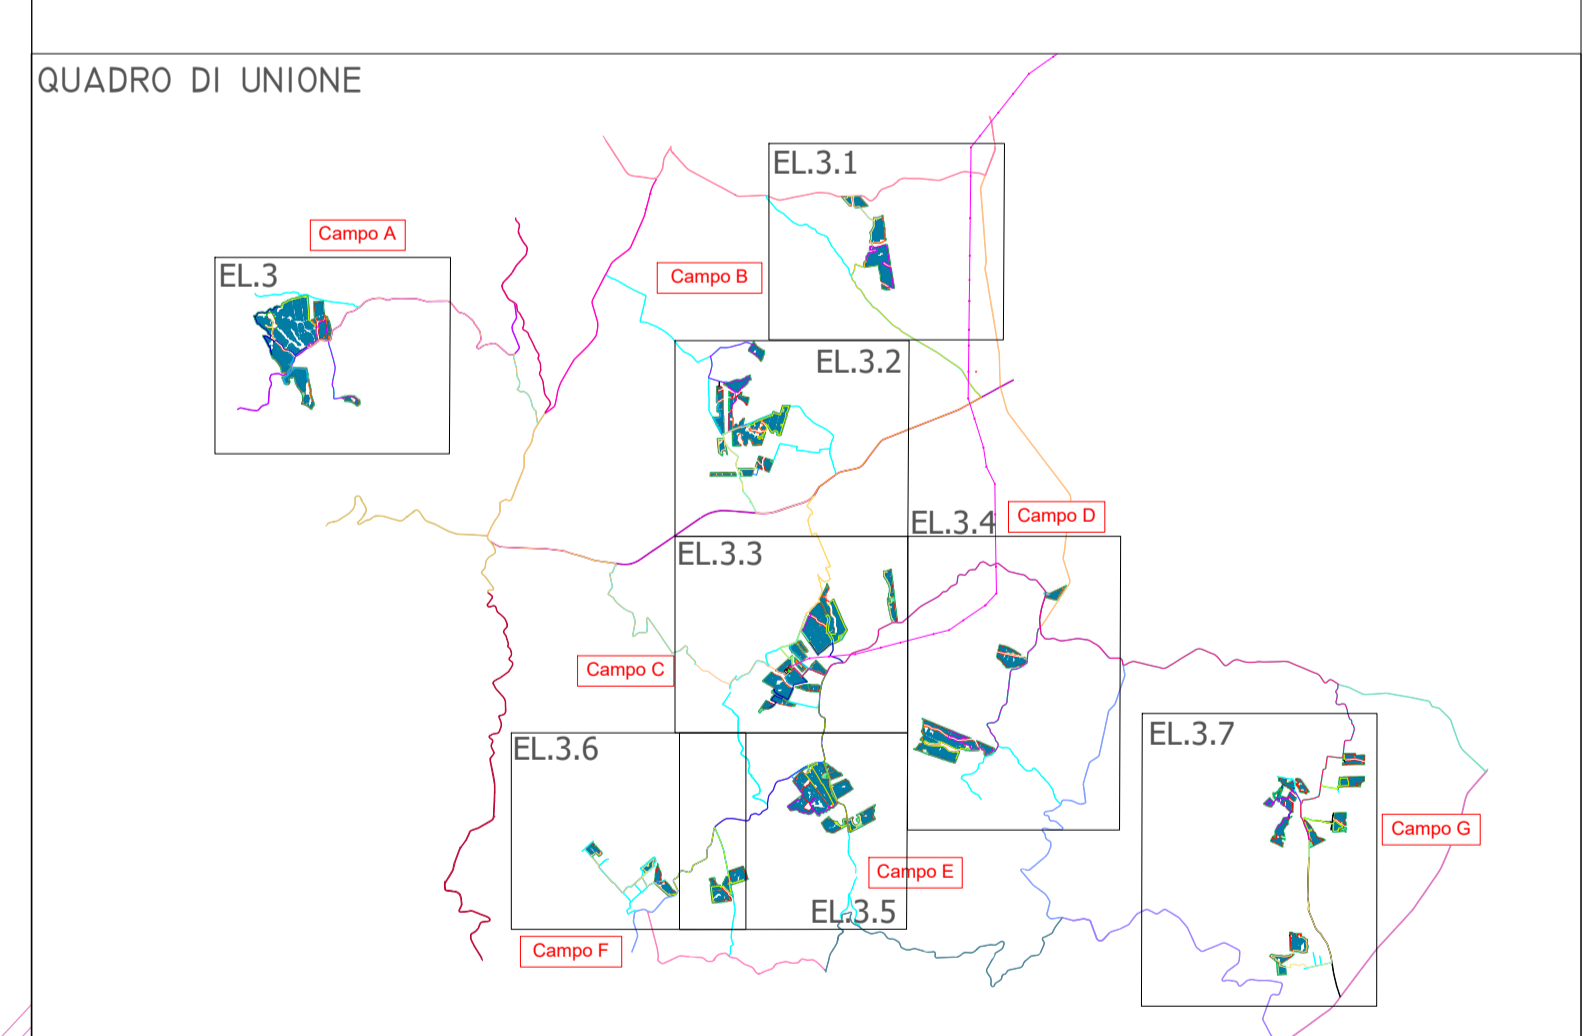 QUADRO DI UNIONE
EL.3.1
Campo A
EL.3
Campo B
EL.3.2
EL.3.4
Campo D
EL.3.3
Campo C
EL.3.6
EL.3.7
Campo G
Campo E
EL.3.5
Campo F